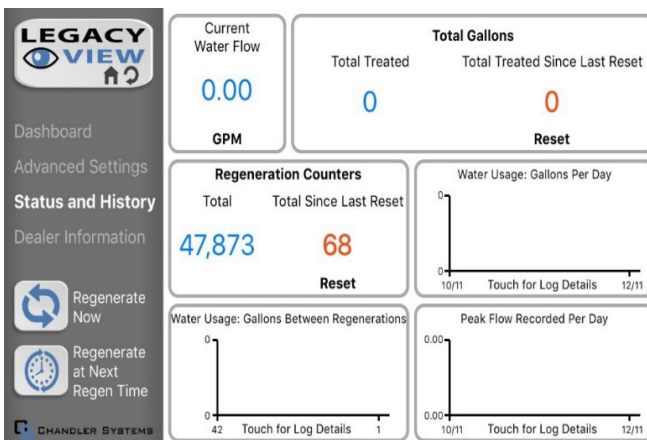 LEGACY
VIEW
Dashboard
Advanced Settings
Status and History
Dealer Information
Regenerate
Now
Regenerate
at Next
Regen Time
CHANDLER SYSTEMS
Current
Water Flow
0.00
GPM
Total Gallons
Total Treated
Total Treated Since Last Reset
0
0
Reset
Regeneration Counters
Total
Total Since Last Reset
47,873
68
Reset
Water Usage: Gallons Per Day
0
0
10/11
Touch for Log Details
12/11
Water Usage: Gallons Between Regenerations
0
0
42
Touch for Log Details
1
Peak Flow Recorded Per Day
0.00
0.00
10/11
Touch for Log Details
12/11